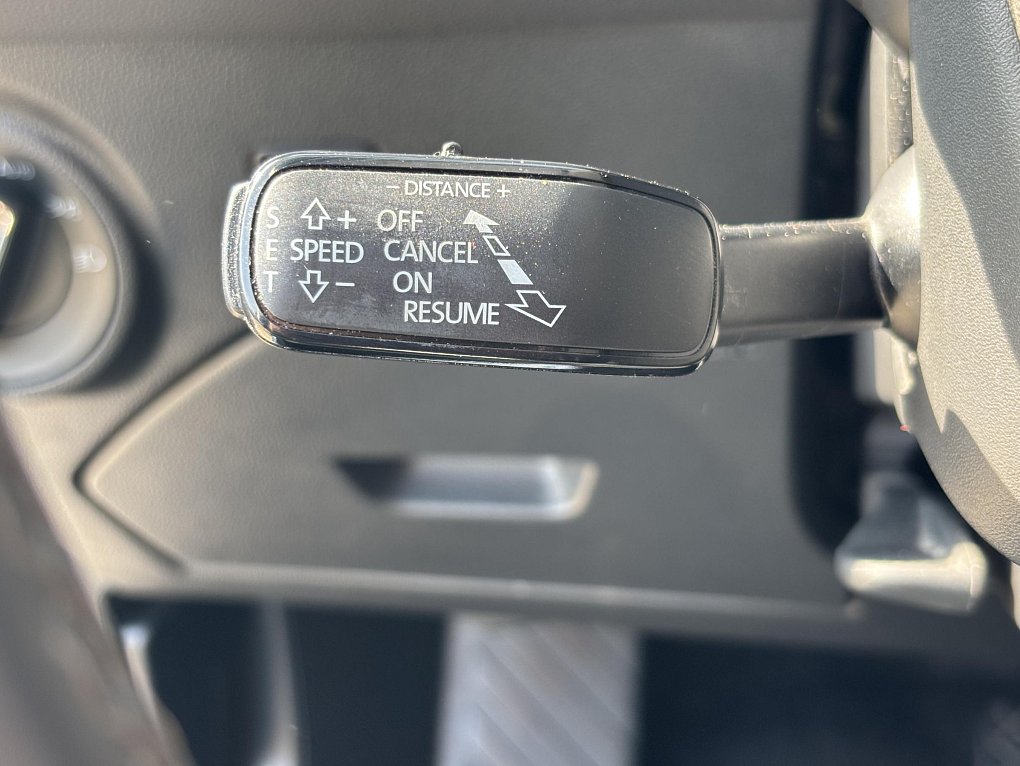 − DISTANCE +
S + OFF
E SPEED CANCEL
T − ON
RESUME